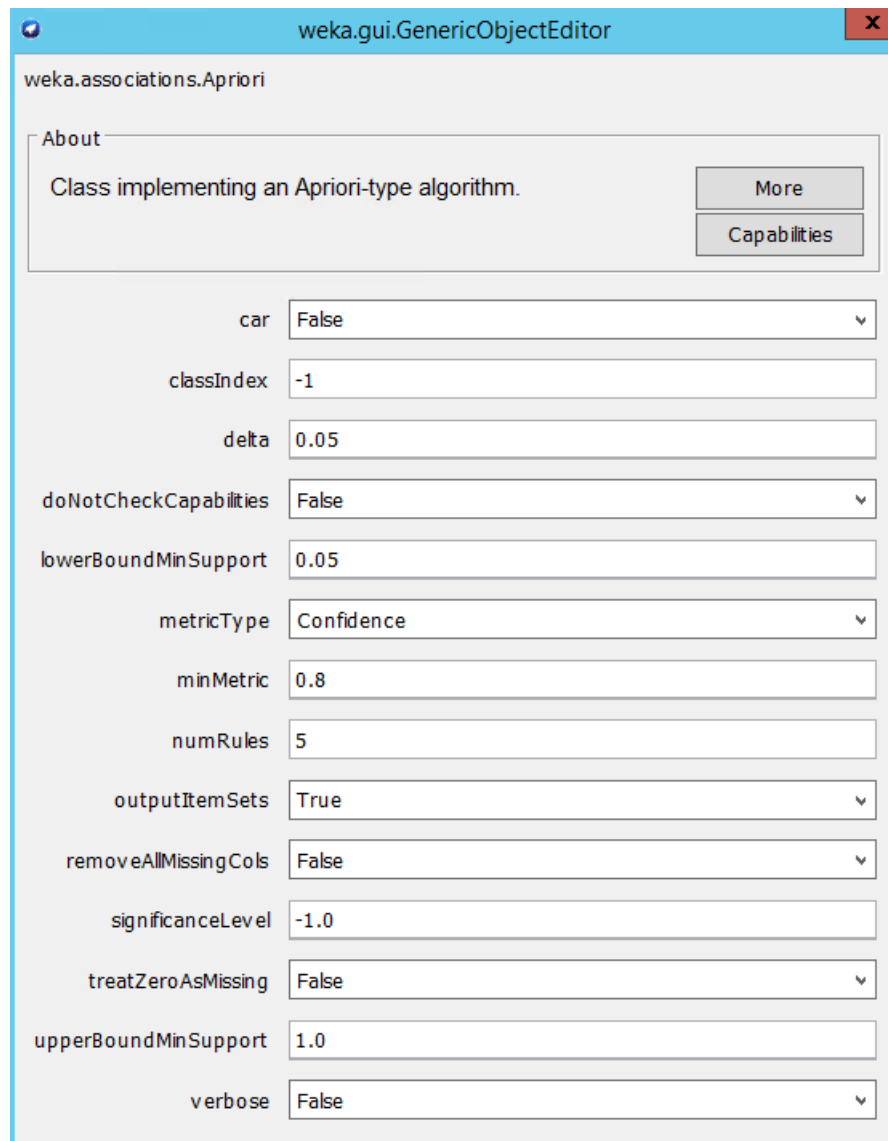 weka.gui.GenericObjectEditor
x
weka.associations.Apriori
About
Class implementing an Apriori-type algorithm.
More
Capabilities
car False
classIndex -1
delta 0.05
doNotCheckCapabilities False
lowerBoundMinSupport 0.05
metricType Confidence
minMetric 0.8
numRules 5
outputItemSets True
removeAllMissingCols False
significanceLevel -1.0
treatZeroAsMissing False
upperBoundMinSupport 1.0
verbose False